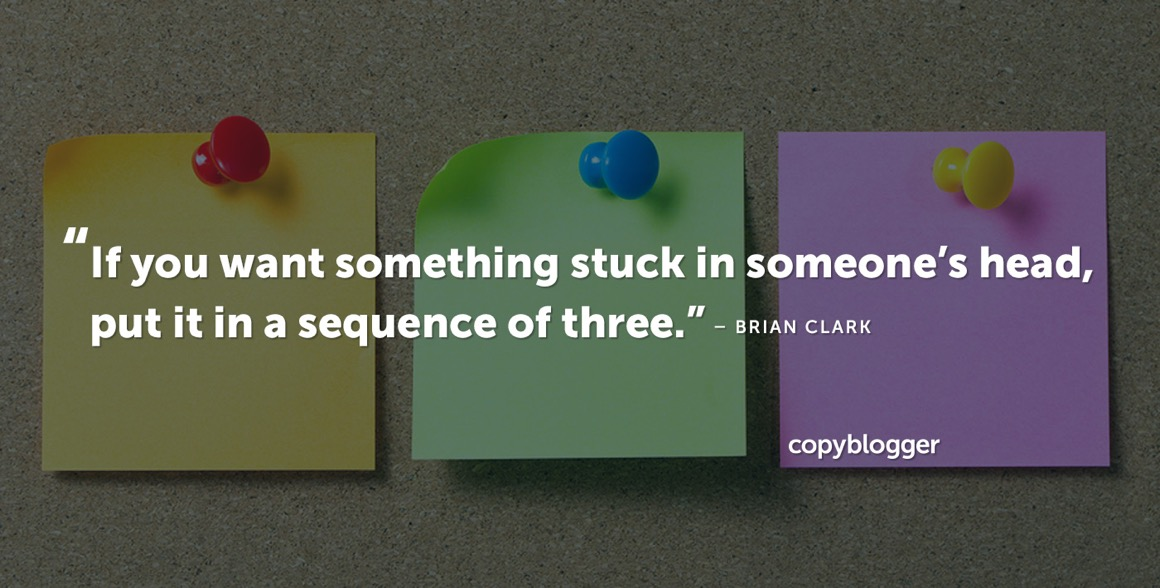 “If you want something stuck in someone’s head,
put it in a sequence of three.” – BRIAN CLARK
copyblogger